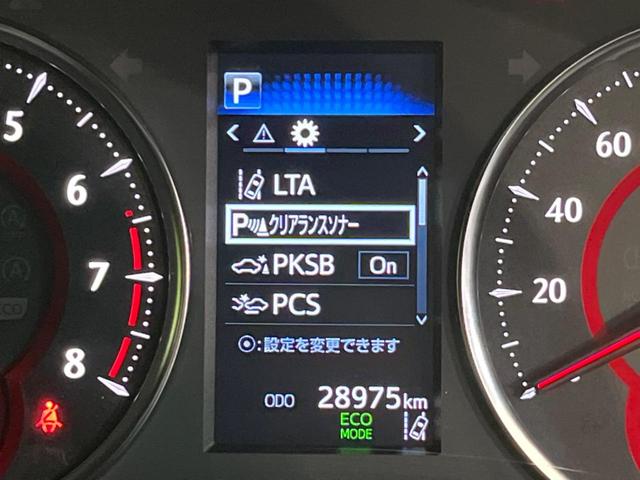 P
LTA
P クリアランスソナー
PKSB On
PCS
⦿:設定を変更できます
ODO 28975km
ECO
MODE
5
6
7
8
60
40
20